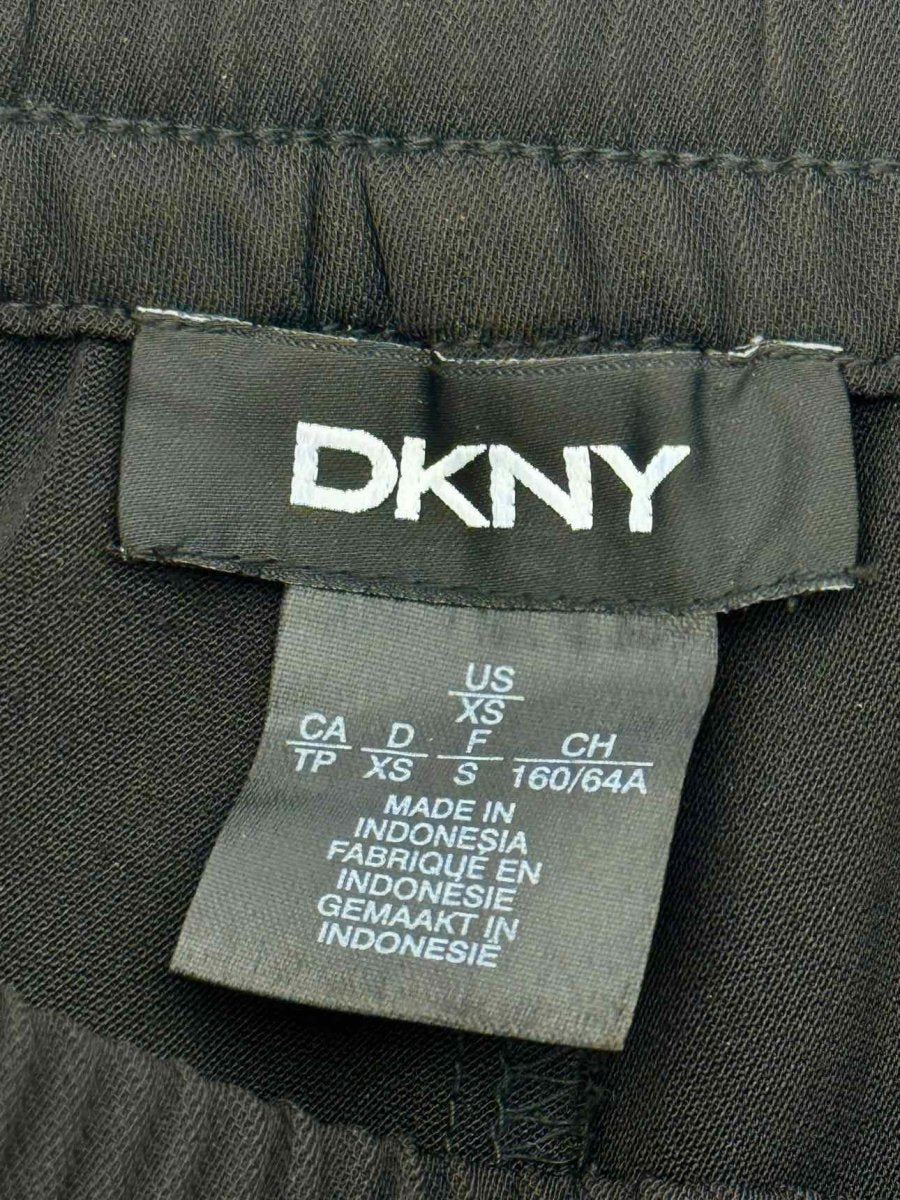 DKNY
US
XS
CA D F CH
TP XS S 160/64A
MADE IN
INDONESIA
FABRIQUÉ EN
INDONÉSIE
GEMAAKT IN
INDONESIË